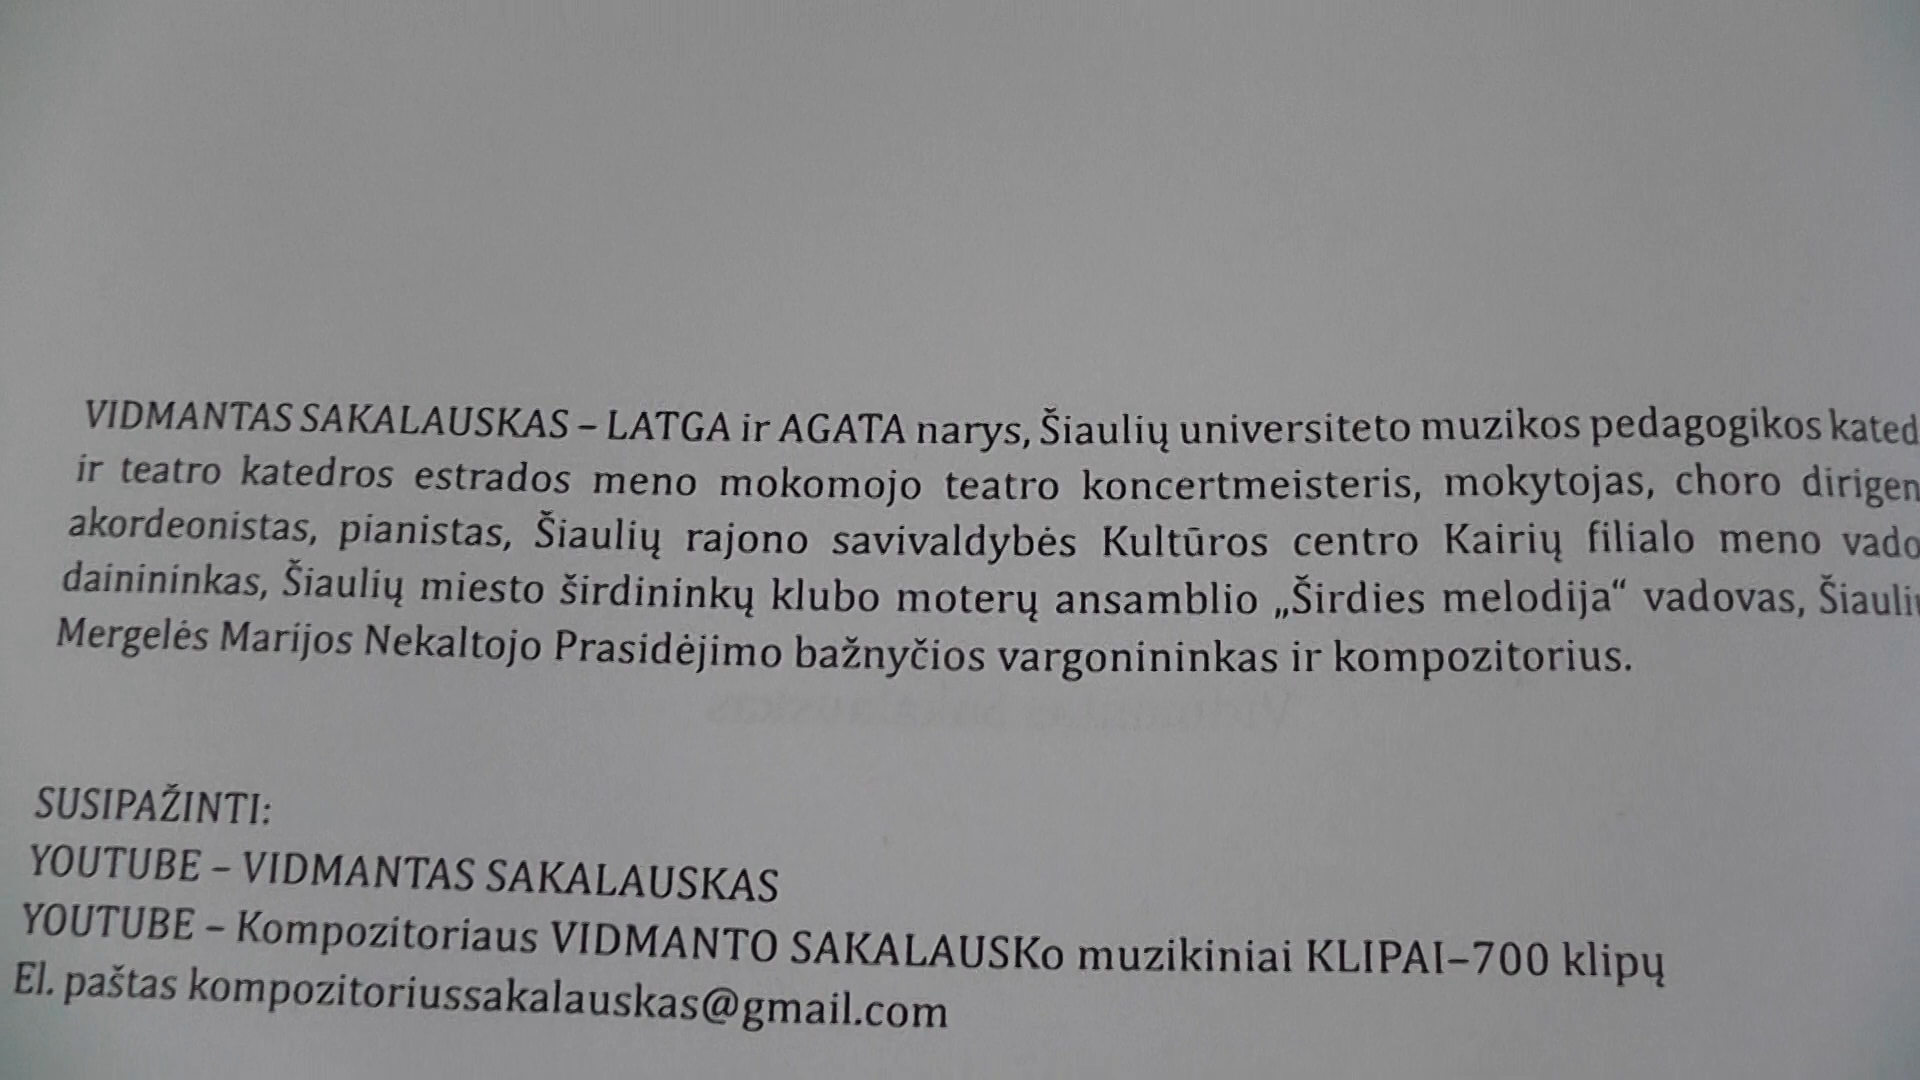 VIDMANTAS SAKALAUSKAS – LATGA ir AGATA narys, Šiaulių universiteto muzikos pedagogikos kated
ir teatro katedros estrados meno mokomojo teatro koncertmeisteris, mokytojas, choro dirigen
akordeonistas, pianistas, Šiaulių rajono savivaldybės Kultūros centro Kairių filialo meno vado
dainininkas, Šiaulių miesto širdininkų klubo moterų ansamblio „Širdies melodija“ vadovas, Šiauli
Mergelės Marijos Nekaltojo Prasidėjimo bažnyčios vargonininkas ir kompozitorius.
SUSIPAŽINTI:
YOUTUBE – VIDMANTAS SAKALAUSKAS
YOUTUBE – Kompozitoriaus VIDMANTO SAKALAUSKo muzikiniai KLIPAI–700 klipų
El. paštas kompozitoriussakalauskas@gmail.com